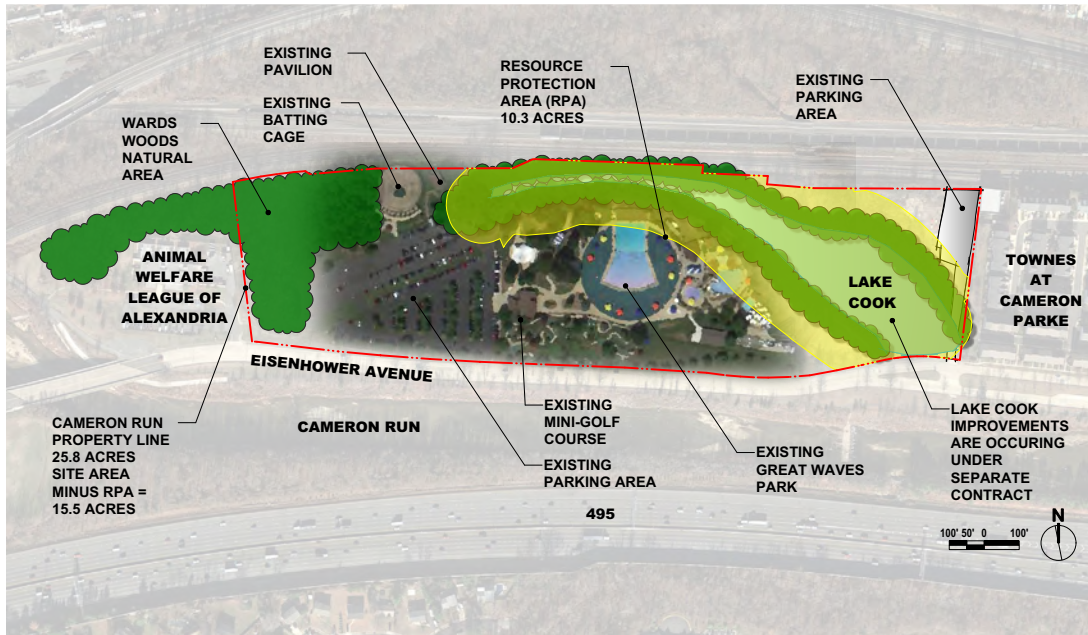 EXISTING
PAVILION
EXISTING
BATTING
CAGE
WARDS
WOODS
NATURAL
AREA
RESOURCE
PROTECTION
AREA (RPA)
10.3 ACRES
EXISTING
PARKING
AREA
ANIMAL
WELFARE
LEAGUE OF
ALEXANDRIA
LAKE
COOK
TOWNES
AT
CAMERON
PARKE
EISENHOWER AVENUE
CAMERON RUN
PROPERTY LINE
25.8 ACRES
SITE AREA
MINUS RPA =
15.5 ACRES
CAMERON RUN
EXISTING
MINI-GOLF
COURSE
EXISTING
PARKING AREA
EXISTING
GREAT WAVES
PARK
LAKE COOK
IMPROVEMENTS
ARE OCCURING
UNDER
SEPARATE
CONTRACT
495
N
100' 50' 0 100'